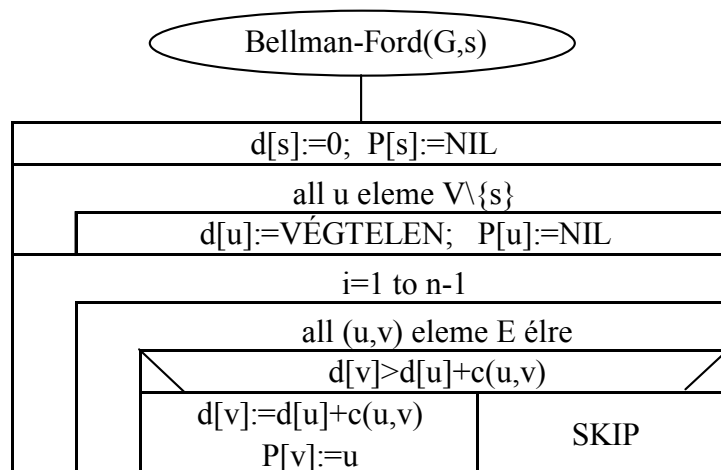 Bellman-Ford(G,s)
d[s]:=0; P[s]:=NIL
all u eleme V\{s}
d[u]:=VÉGTELEN; P[u]:=NIL
i=1 to n-1
all (u,v) eleme E élre
d[v]>d[u]+c(u,v)
d[v]:=d[u]+c(u,v)
P[v]:=u
SKIP